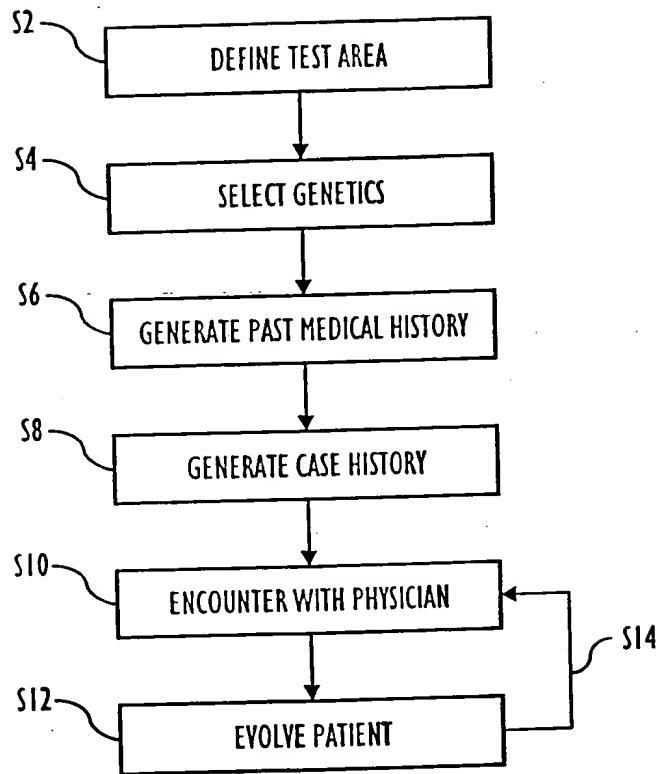 S2
DEFINE TEST AREA
S4
SELECT GENETICS
S6
GENERATE PAST MEDICAL HISTORY
S8
GENERATE CASE HISTORY
S10
ENCOUNTER WITH PHYSICIAN
S14
S12
EVOLVE PATIENT